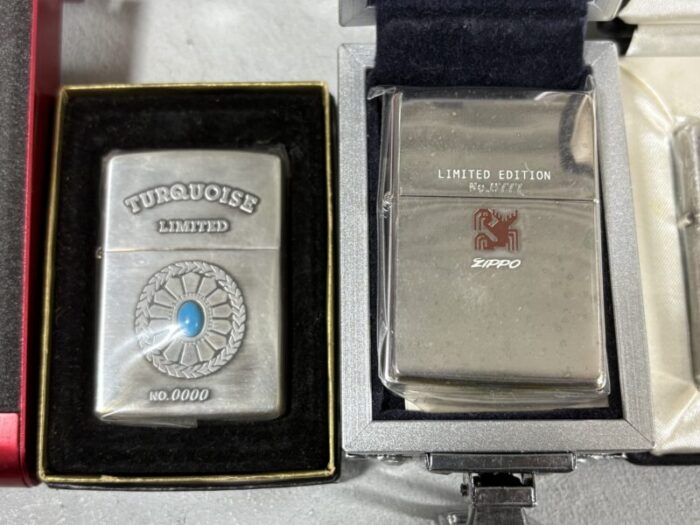 TURQUOISE
LIMITED
NO. 0000
LIMITED EDITION
ZIPPO